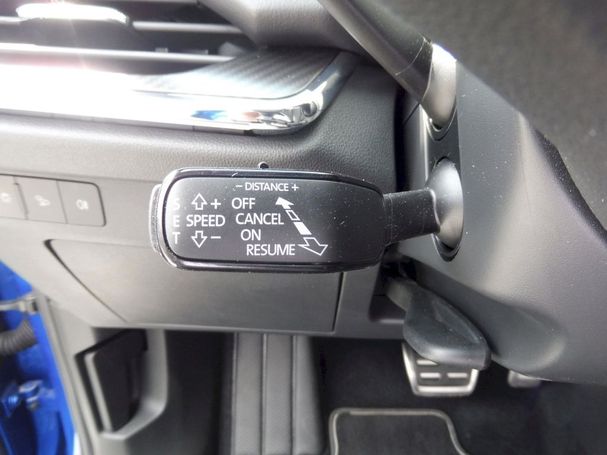 - DISTANCE +
S + OFF
E SPEED CANCEL
T - ON
RESUME